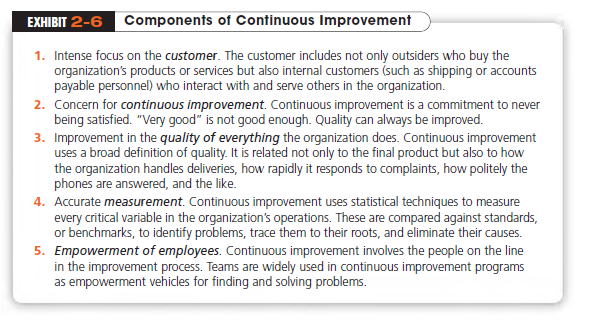 EXHIBIT 2-6 Components of Continuous Improvement
1. Intense focus on the customer. The customer includes not only outsiders who buy the
organization's products or services but also internal customers (such as shipping or accounts
payable personnel) who interact with and serve others in the organization.
2. Concern for continuous improvement. Continuous improvement is a commitment to never
being satisfied. "Very good" is not good enough. Quality can always be improved.
3. Improvement in the quality of everything the organization does. Continuous improvement
uses a broad definition of quality. It is related not only to the final product but also to how
the organization handles deliveries, how rapidly it responds to complaints, how politely the
phones are answered, and the like.
4. Accurate measurement. Continuous improvement uses statistical techniques to measure
every critical variable in the organization's operations. These are compared against standards,
or benchmarks, to identify problems, trace them to their roots, and eliminate their causes.
5. Empowerment of employees. Continuous improvement involves the people on the line
in the improvement process. Teams are widely used in continuous improvement programs
as empowerment vehicles for finding and solving problems.